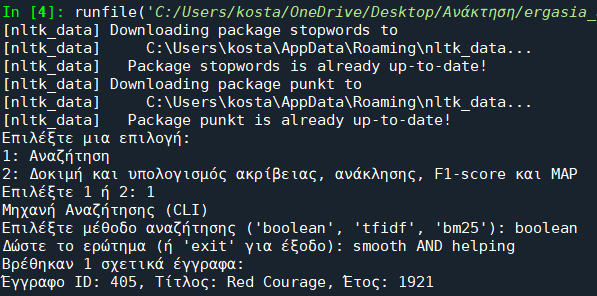 In [4]: runfile('C:/Users/kosta/OneDrive/Desktop/Ανάκτηση/ergasia_
[nltk_data] Downloading package stopwords to
[nltk_data]     C:\Users\kosta\AppData\Roaming\nltk_data...
[nltk_data]   Package stopwords is already up-to-date!
[nltk_data] Downloading package punkt to
[nltk_data]     C:\Users\kosta\AppData\Roaming\nltk_data...
[nltk_data]   Package punkt is already up-to-date!
Επιλέξτε μια επιλογή:
1: Αναζήτηση
2: Δοκιμή και υπολογισμός ακρίβειας, ανάκλησης, F1-score και MAP
Επιλέξτε 1 ή 2: 1
Μηχανή Αναζήτησης (CLI)
Επιλέξτε μέθοδο αναζήτησης ('boolean', 'tfidf', 'bm25'): boolean
Δώστε το ερώτημα (ή 'exit' για έξοδο): smooth AND helping
Βρέθηκαν 1 σχετικά έγγραφα:
Έγγραφο ID: 405, Τίτλος: Red Courage, Έτος: 1921